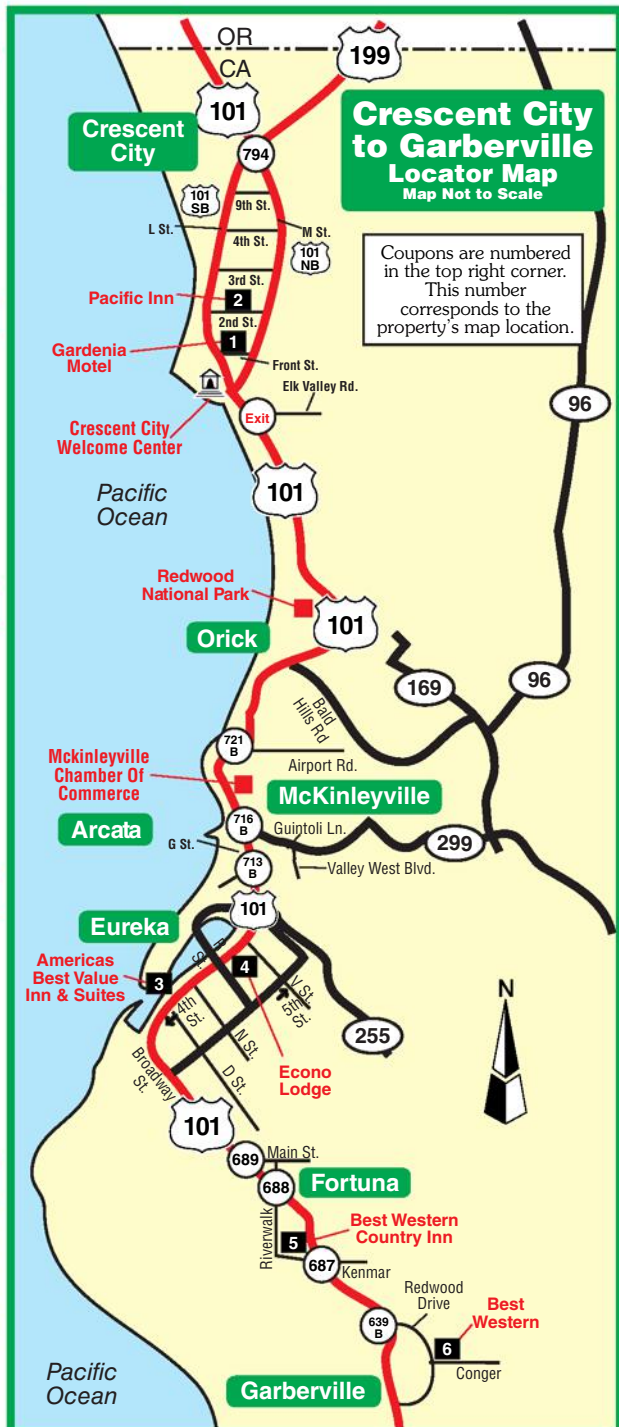 OR
CA
199
101
Crescent
City
Crescent City
to Garberville
Locator Map
Map Not to Scale
794
101
SB
9th St.
L St.
M St.
4th St.
101
NB
Coupons are numbered
in the top right corner.
This number
corresponds to the
property's map location.
3rd St.
Pacific Inn
2
2nd St.
1
Gardenia
Motel
Front St.
Elk Valley Rd.
96
Exit
Crescent City
Welcome Center
101
Pacific
Ocean
Redwood
National Park
101
Orick
169
96
Bald
Hills Rd
721
B
Airport Rd.
Mckinleyville
Chamber Of
Commerce
McKinleyville
Arcata
716
B
Guintoli Ln.
299
G St.
713
B
Valley West Blvd.
101
Eureka
St.
Americas
Best Value
Inn & Suites
3
4
V St.
5th
St.
4th
St.
N St.
255
N
Econo
Lodge
Broadway
St.
D St.
101
689
Main St.
688
Fortuna
Riverwalk
Best Western
Country Inn
5
687
Kenmar
Redwood
Drive
639
B
Best
Western
6
Conger
Pacific
Ocean
Garberville